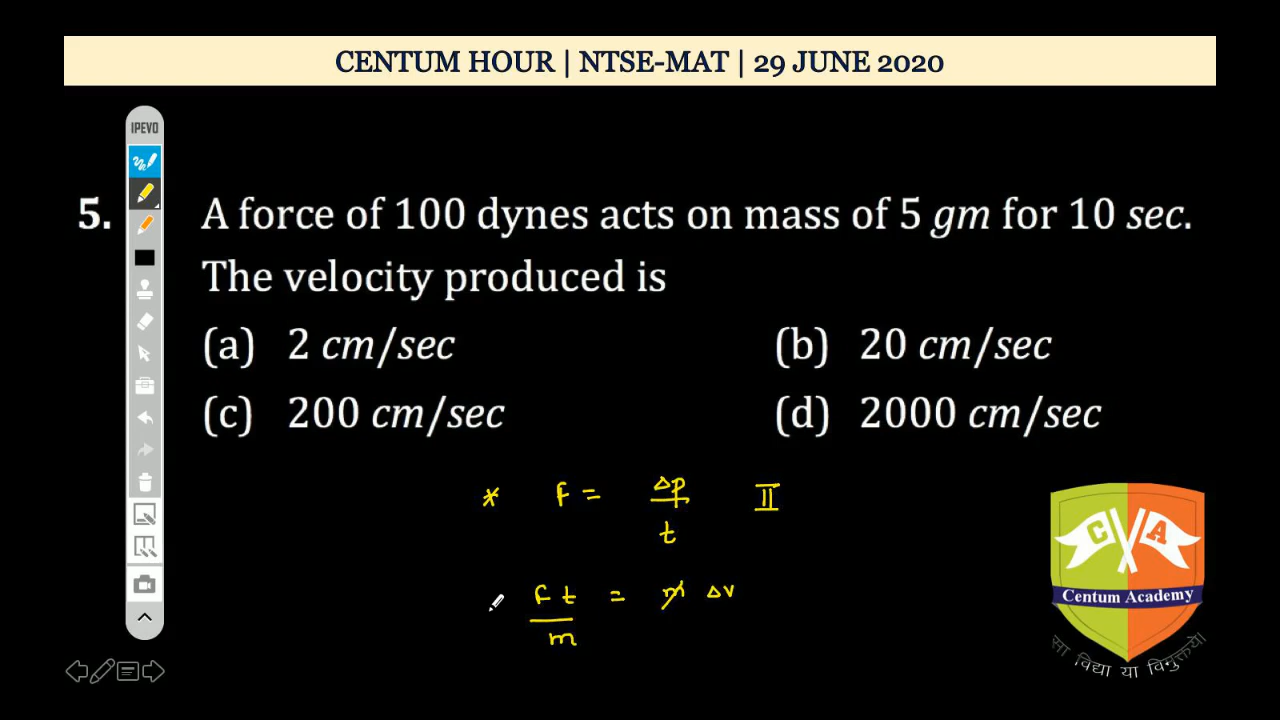 CENTUM HOUR | NTSE-MAT | 29 JUNE 2020
IPEVO
5. A force of 100 dynes acts on mass of 5 gm for 10 sec.
The velocity produced is
(a) 2 cm/sec (b) 20 cm/sec
(c) 200 cm/sec (d) 2000 cm/sec
* F = Δp/t II
Ft/m = m Δv
C A
Centum Academy
सा विद्या या विमुक्तये।